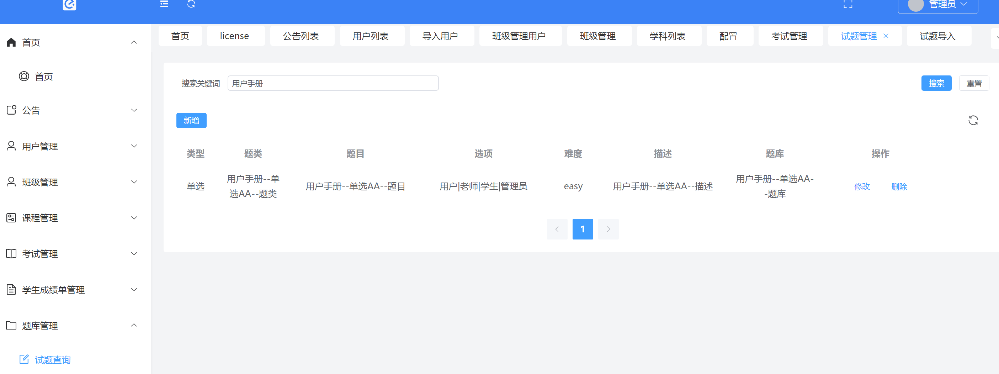 管理员
首页
首页
公告
用户管理
班级管理
课程管理
考试管理
学生成绩单管理
题库管理
试题查询
首页 license 公告列表 用户列表 导入用户 班级管理用户 班级管理 学科列表 配置 考试管理 试题管理 试题导入
搜索关键词 用户手册 搜索 重置
新增
类型 题类 题目 选项 难度 描述 题库 操作
单选 用户手册--单 用户手册--单选AA--题目 用户|老师|学生|管理员 easy 用户手册--单选AA--描述 用户手册--单选AA- 修改 删除
选AA--题类 -题库
1